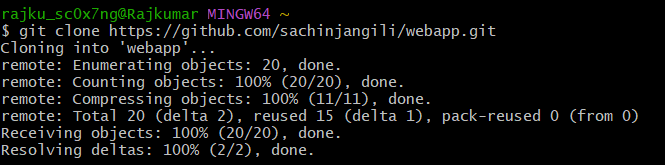 rajku_sc0x7ng@Rajkumar MINGW64 ~
$ git clone https://github.com/sachinjangili/webapp.git
Cloning into 'webapp'...
remote: Enumerating objects: 20, done.
remote: Counting objects: 100% (20/20), done.
remote: Compressing objects: 100% (11/11), done.
remote: Total 20 (delta 2), reused 15 (delta 1), pack-reused 0 (from 0)
Receiving objects: 100% (20/20), done.
Resolving deltas: 100% (2/2), done.